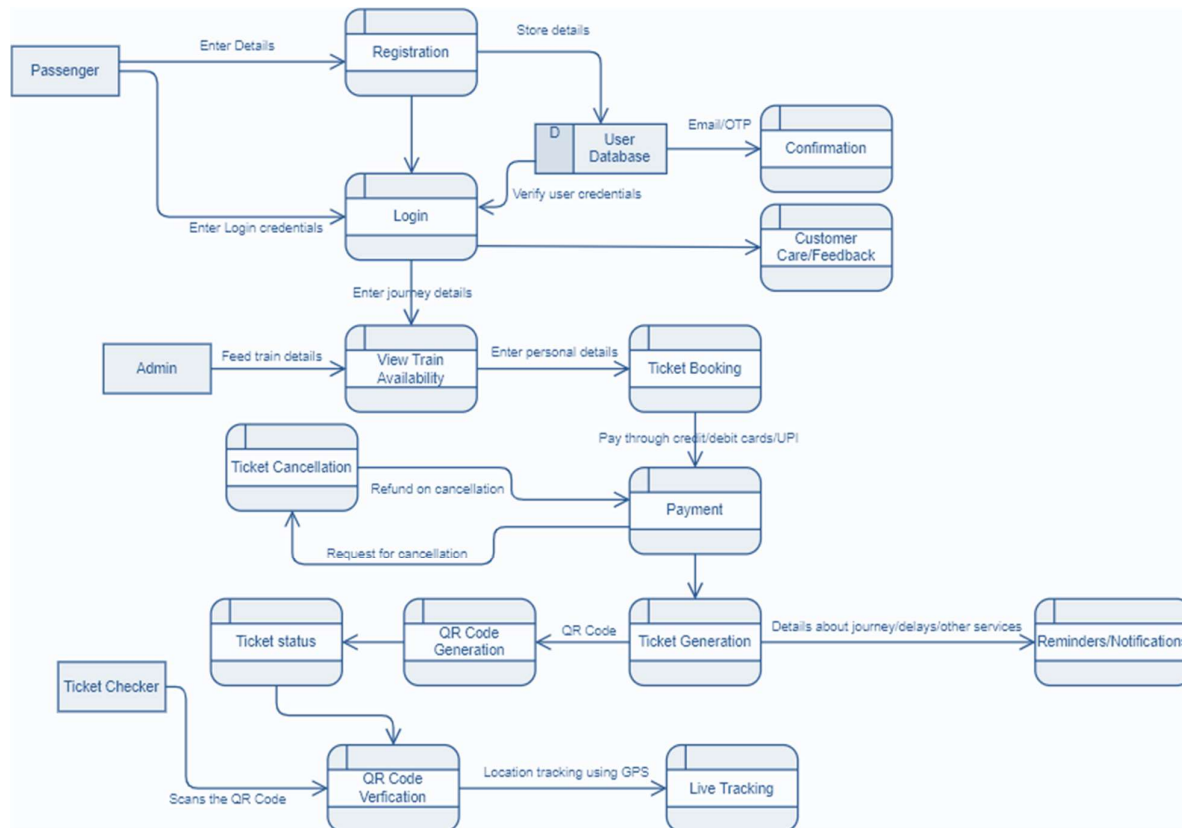 Store details
Enter Details
Registration
Passenger
D
User
Database
Email/OTP
Confirmation
Verify user credentials
Login
Enter Login credentials
Customer
Care/Feedback
Enter journey details
Admin
Feed train details
View Train
Availability
Enter personal details
Ticket Booking
Pay through credit/debit cards/UPI
Ticket Cancellation
Refund on cancellation
Payment
Request for cancellation
Ticket status
QR Code
Generation
QR Code
Ticket Generation
Details about journey/delays/other services
Reminders/Notifications
Ticket Checker
Scans the QR Code
QR Code
Verfication
Location tracking using GPS
Live Tracking